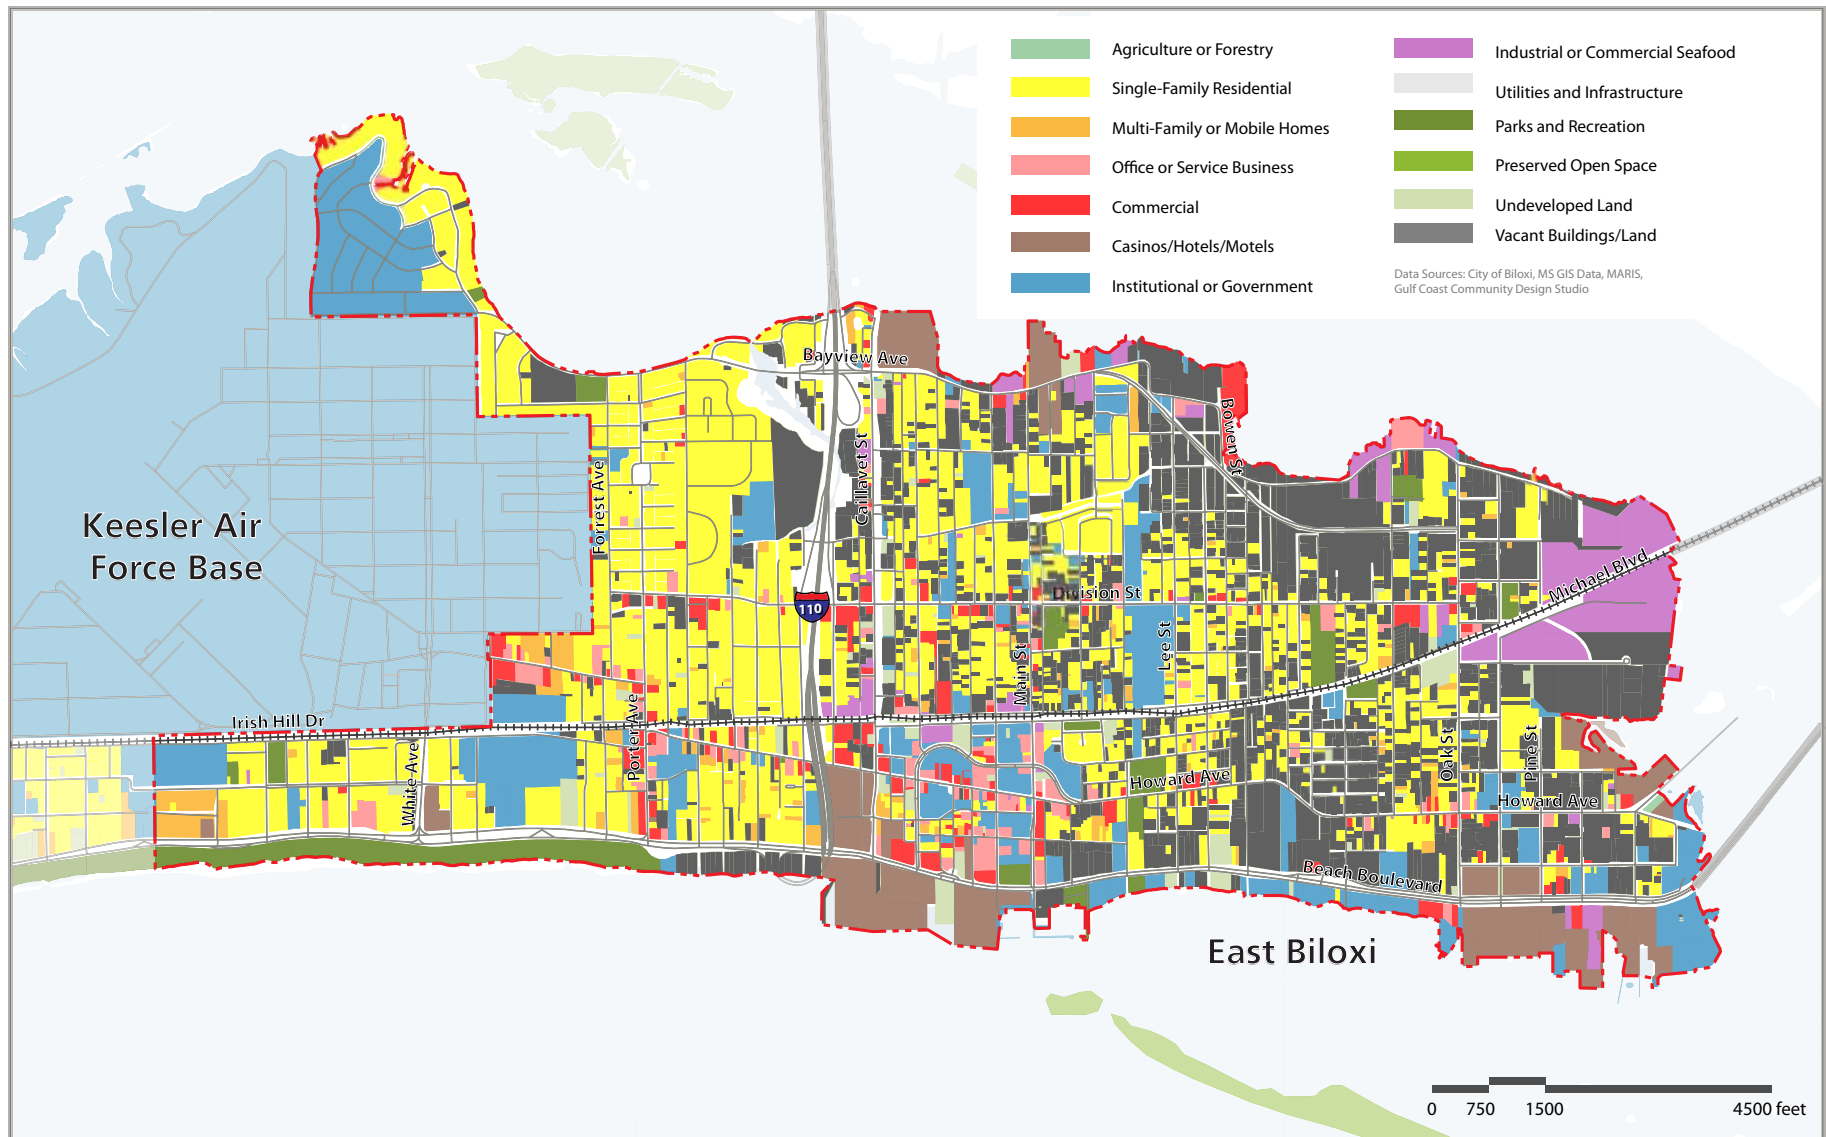 Agriculture or Forestry
Single-Family Residential
Multi-Family or Mobile Homes
Office or Service Business
Commercial
Casinos/Hotels/Motels
Institutional or Government
Industrial or Commercial Seafood
Utilities and Infrastructure
Parks and Recreation
Preserved Open Space
Undeveloped Land
Vacant Buildings/Land
Data Sources: City of Biloxi, MS GIS Data, MARIS,
Gulf Coast Community Design Studio
Bayview Ave
Bowen St
Caillavet St
Forrest Ave
Keesler Air
Force Base
110
Division St
Michael Blvd
Lee St
Main St
Irish Hill Dr
Porter Ave
White Ave
Oak St
Pine St
Howard Ave
Howard Ave
Beach Boulevard
East Biloxi
0 750 1500 4500 feet